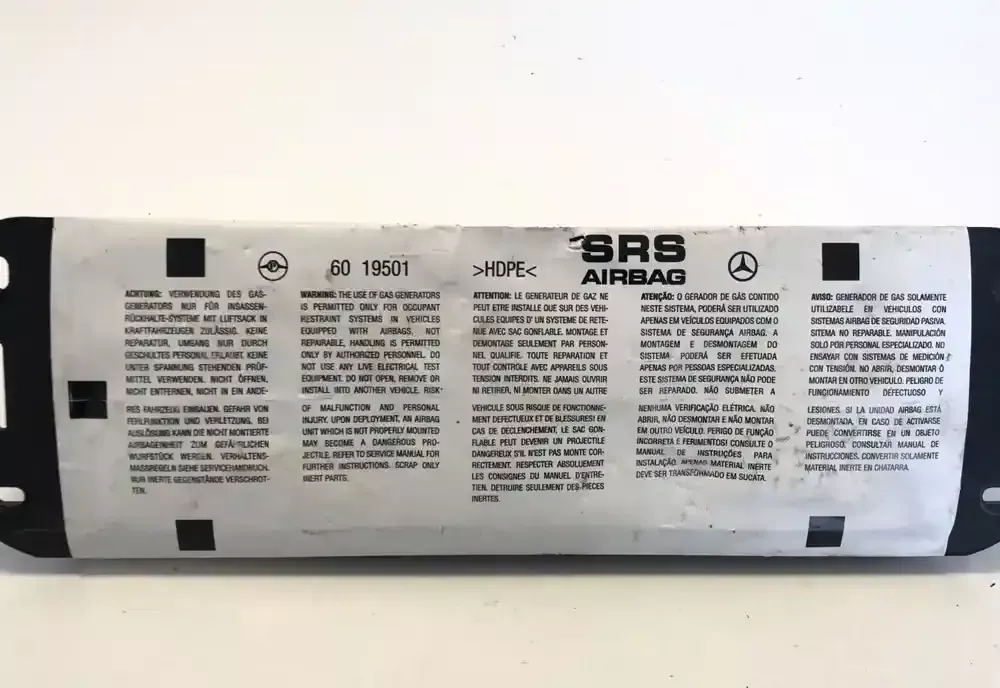 60 19501
>HDPE<
SRS
AIRBAG
ACHTUNG: VERWENDUNG DES GAS-
GENERATORS NUR FÜR INSASSEN-
RÜCKHALTE-SYSTEME MIT LUFTSACK IN
KRAFTFAHRZEUGEN ZULÄSSIG. KEINE
REPARATUR, UMGANG NUR DURCH
GESCHULTES PERSONAL ERLAUBT. KEINE
UNTER SPANNUNG STEHENDEN PRÜF-
MITTEL VERWENDEN. NICHT ÖFFNEN,
NICHT ENTFERNEN, NICHT IN EIN ANDE-
RES FAHRZEUG EINBAUEN. GEFAHR VON
FEHLFUNKTION UND VERLETZUNG. BEI
AUSLÖSUNG KANN DIE NICHT MONTIERTE
AIRBAGEINHEIT ZUM GEFÄHRLICHEN
WURFSTÜCK WERDEN. VERHALTENS-
MASSREGELN SIEHE SERVICEHANDBUCH.
NUR INERTE GEGENSTÄNDE VERSCHROT-
TEN.
WARNING: THE USE OF GAS GENERATORS
IS PERMITTED ONLY FOR OCCUPANT
RESTRAINT SYSTEMS IN VEHICLES
EQUIPPED WITH AIRBAGS. NOT
REPAIRABLE, HANDLING IS PERMITTED
ONLY BY AUTHORIZED PERSONNEL. DO
NOT USE ANY LIVE ELECTRICAL TEST
EQUIPMENT. DO NOT OPEN, REMOVE OR
INSTALL INTO ANOTHER VEHICLE. RISK
OF MALFUNCTION AND PERSONAL
INJURY. UPON DEPLOYMENT, AN AIRBAG
UNIT WHICH IS NOT PROPERLY MOUNTED
MAY BECOME A DANGEROUS PRO-
JECTILE. REFER TO SERVICE MANUAL FOR
FURTHER INSTRUCTIONS. SCRAP ONLY
INERT PARTS.
ATTENTION: LE GENERATEUR DE GAZ NE
PEUT ETRE INSTALLE QUE SUR DES VEHI-
CULES EQUIPES D' UN SYSTEME DE RETE-
NUE AVEC SAC GONFLABLE. MONTAGE ET
DEMONTAGE SEULEMENT PAR PERSON-
NEL QUALIFIE. TOUTE REPARATION ET
TOUT CONTROLE AVEC APPAREILS SOUS
TENSION INTERDITS. NE JAMAIS OUVRIR
NI RETIRER, NI MONTER DANS UN AUTRE
VEHICULE SOUS RISQUE DE FONCTIONNE-
MENT DEFECTUEUX ET DE BLESSURES! EN
CAS DE DECLENCHEMENT, LE SAC GON-
FLABLE PEUT DEVENIR UN PROJECTILE
DANGEREUX S'IL N'EST PAS MONTE COR-
RECTEMENT. RESPECTER ABSOLUEMENT
LES CONSIGNES DU MANUEL D'ENTRE-
TIEN. DETRUIRE SEULEMENT DES PIECES
INERTES.
ATENÇÃO: O GERADOR DE GÁS CONTIDO
NESTE SISTEMA, PODERÁ SER UTILIZADO
APENAS EM VEÍCULOS EQUIPADOS COM O
SISTEMA DE SEGURANÇA AIRBAG. A
MONTAGEM E DESMONTAGEM DO
SISTEMA PODERÁ SER EFETUADA
APENAS POR PESSOAS ESPECIALIZADAS.
ESTE SISTEMA DE SEGURANÇA NÃO PODE
SER REPARADO. NÃO SUBMETER A
NENHUMA VERIFICAÇÃO ELÉTRICA. NÃO
ABRIR, NÃO DESMONTAR E NÃO MONTAR
EM OUTRO VEÍCULO. PERIGO DE FUNÇÃO
INCORRETA E FERIMENTOS! CONSULTE O
MANUAL DE INSTRUÇÕES PARA
INSTALAÇÃO. APENAS MATERIAL INERTE
DEVE SER TRANSFORMADO EM SUCATA.
AVISO: GENERADOR DE GAS SOLAMENTE
UTILIZABELE EN VEHICULOS CON
SISTEMAS AIRBAG DE SEGURIDAD PASIVA.
SITEMA NO REPARABLE. MANIPULACIÓN
SOLO POR PERSONAL ESPECIALIZADO. NO
ENSAYAR CON SISTEMAS DE MEDICIÓN
CON TENSIÓN. NO ABRIR, DESMONTAR Ó
MONTAR EN OTRO VEHICULO. PELIGRO DE
FUNCIONAMIENTO DEFECTUOSO Y
LESIONES. SI LA UNIDAD AIRBAG ESTÁ
DESMONTADA, EN CASO DE ACTIVARSE
PUEDE CONVERTIRSE EN UN OBJETO
PELIGROSO. CONSULTAR MANUAL DE
INSTRUCCIONES. CONVERTIR SOLAMENTE
MATERIAL INERTE EN CHATARRA.